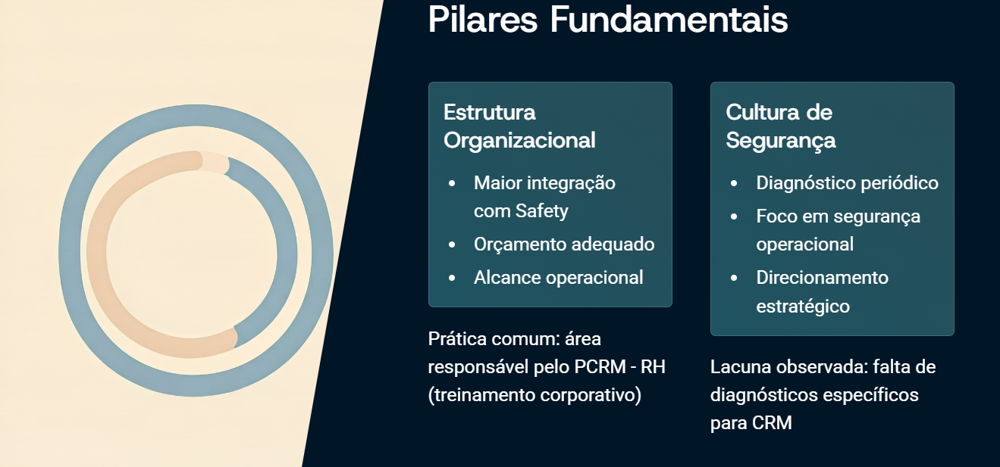 Pilares Fundamentais
Estrutura
Organizacional
• Maior integração
com Safety
• Orçamento adequado
• Alcance operacional
Prática comum: área
responsável pelo PCRM - RH
(treinamento corporativo)
Cultura de
Segurança
• Diagnóstico periódico
• Foco em segurança
operacional
• Direcionamento
estratégico
Lacuna observada: falta de
diagnósticos específicos
para CRM